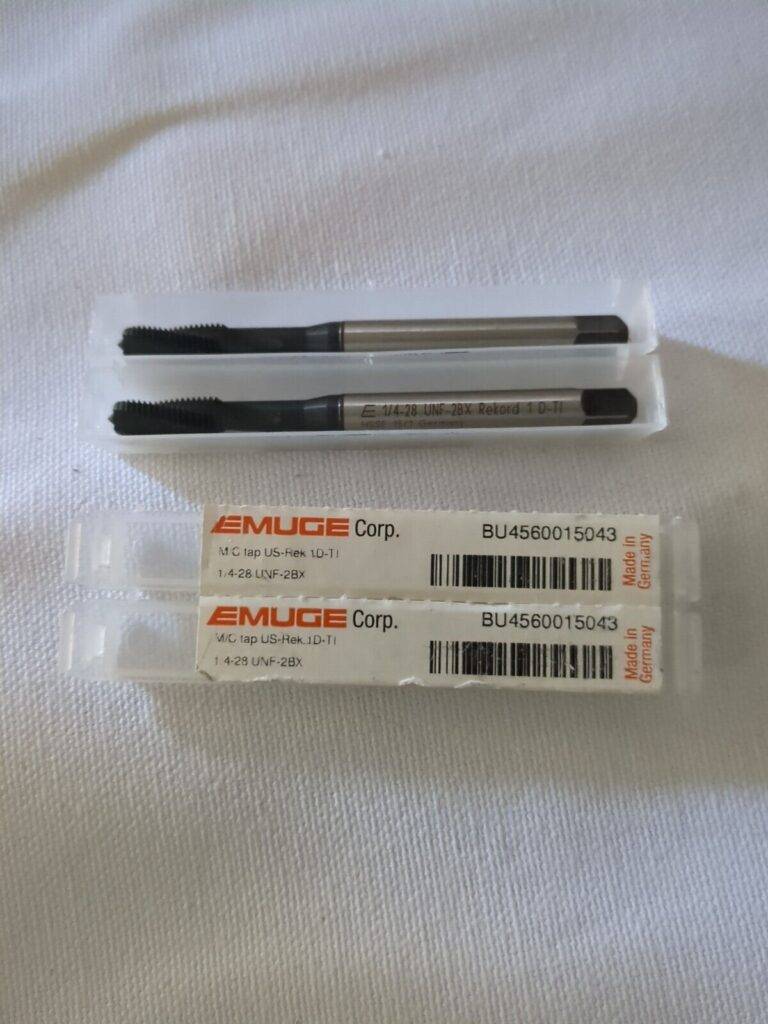 E 1/4-28 UNF-2BX Rekord 1 D-TI
HSSE Germany
EMUGE Corp. BU4560015043
M/C tap US-Rek.1D-TI
1/4-28 UNF-2BX
Made in
Germany
EMUGE Corp. BU4560015043
M/C tap US-Rek.1D-TI
1/4-28 UNF-2BX
Made in
Germany